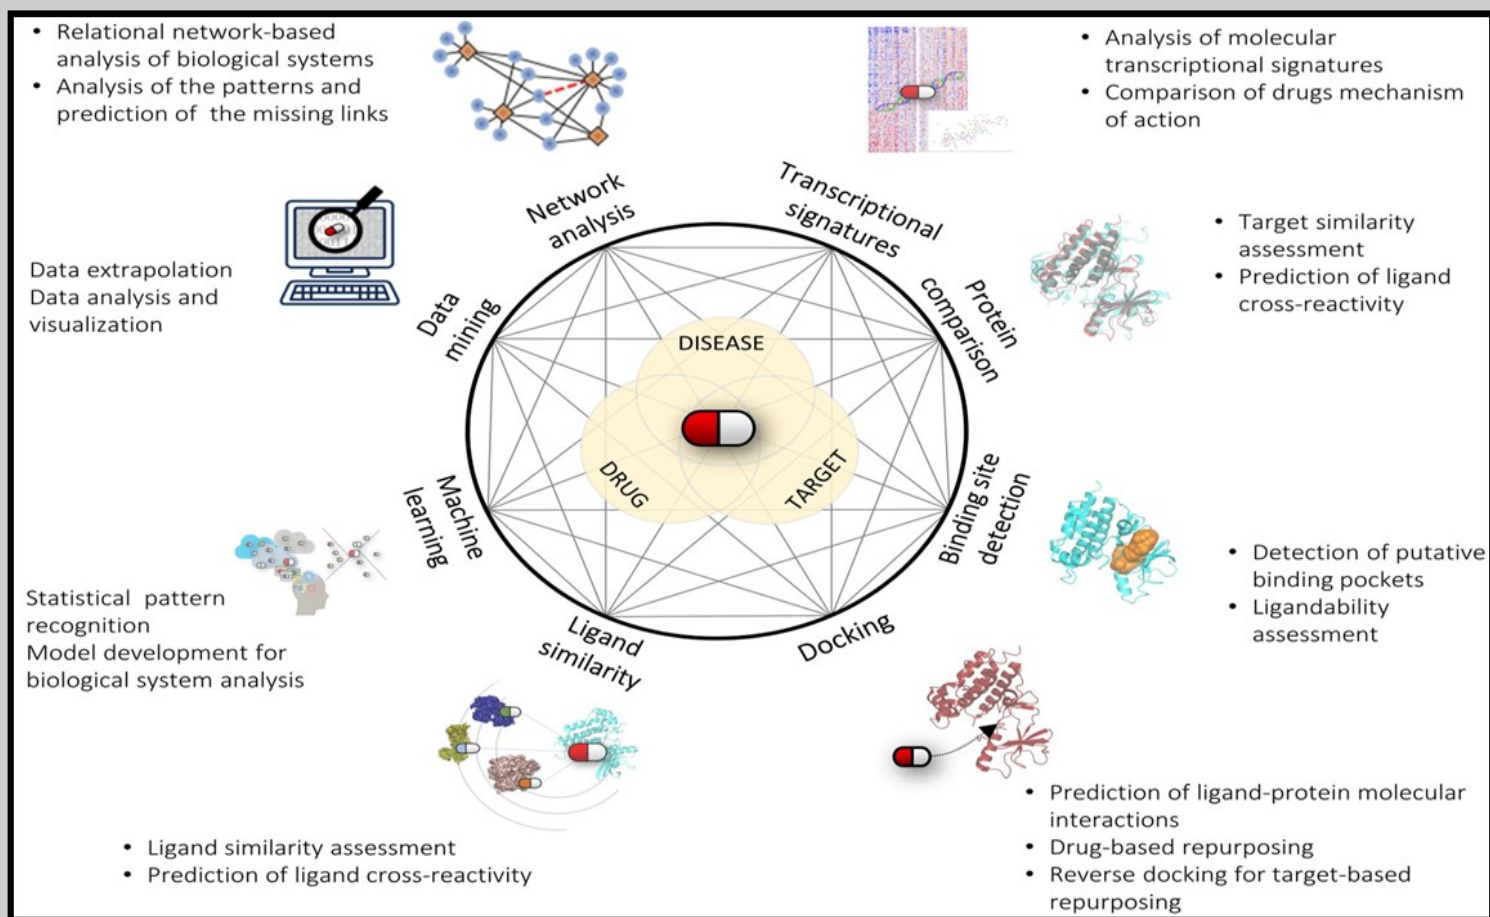 • Relational network-based
analysis of biological systems
• Analysis of the patterns and
prediction of the missing links
• Analysis of molecular
transcriptional signatures
• Comparison of drugs mechanism
of action
Network
analysis
Transcriptional
signatures
Data extrapolation
Data analysis and
visualization
Data
mining
Protein
comparison
• Target similarity
assessment
• Prediction of ligand
cross-reactivity
DISEASE
DRUG
TARGET
Machine
learning
Binding site
detection
Statistical pattern
recognition
Model development for
biological system analysis
• Detection of putative
binding pockets
• Ligandability
assessment
Ligand
similarity
Docking
• Ligand similarity assessment
• Prediction of ligand cross-reactivity
• Prediction of ligand-protein molecular
interactions
• Drug-based repurposing
• Reverse docking for target-based
repurposing